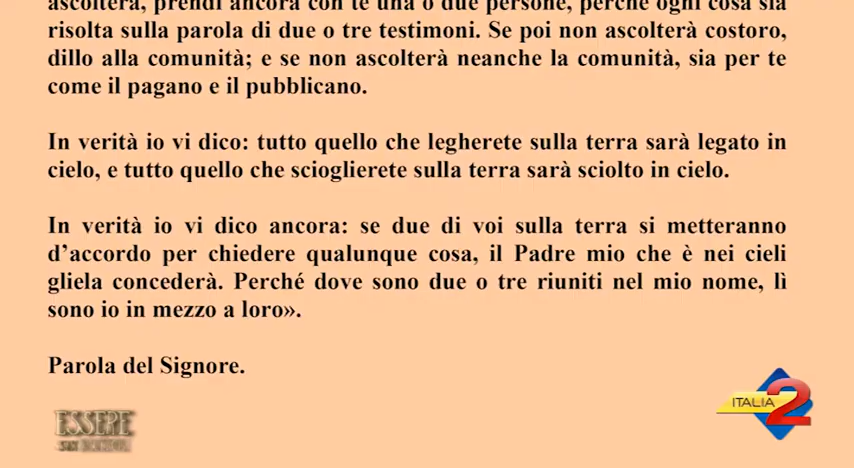 ascolterà, prendi ancora con te una o due persone, perché ogni cosa sia
risolta sulla parola di due o tre testimoni. Se poi non ascolterà costoro,
dillo alla comunità; e se non ascolterà neanche la comunità, sia per te
come il pagano e il pubblicano.
In verità io vi dico: tutto quello che legherete sulla terra sarà legato in
cielo, e tutto quello che scioglierete sulla terra sarà sciolto in cielo.
In verità io vi dico ancora: se due di voi sulla terra si metteranno
d’accordo per chiedere qualunque cosa, il Padre mio che è nei cieli
gliela concederà. Perché dove sono due o tre riuniti nel mio nome, lì
sono io in mezzo a loro».
Parola del Signore.
ESSERE
ITALIA 2